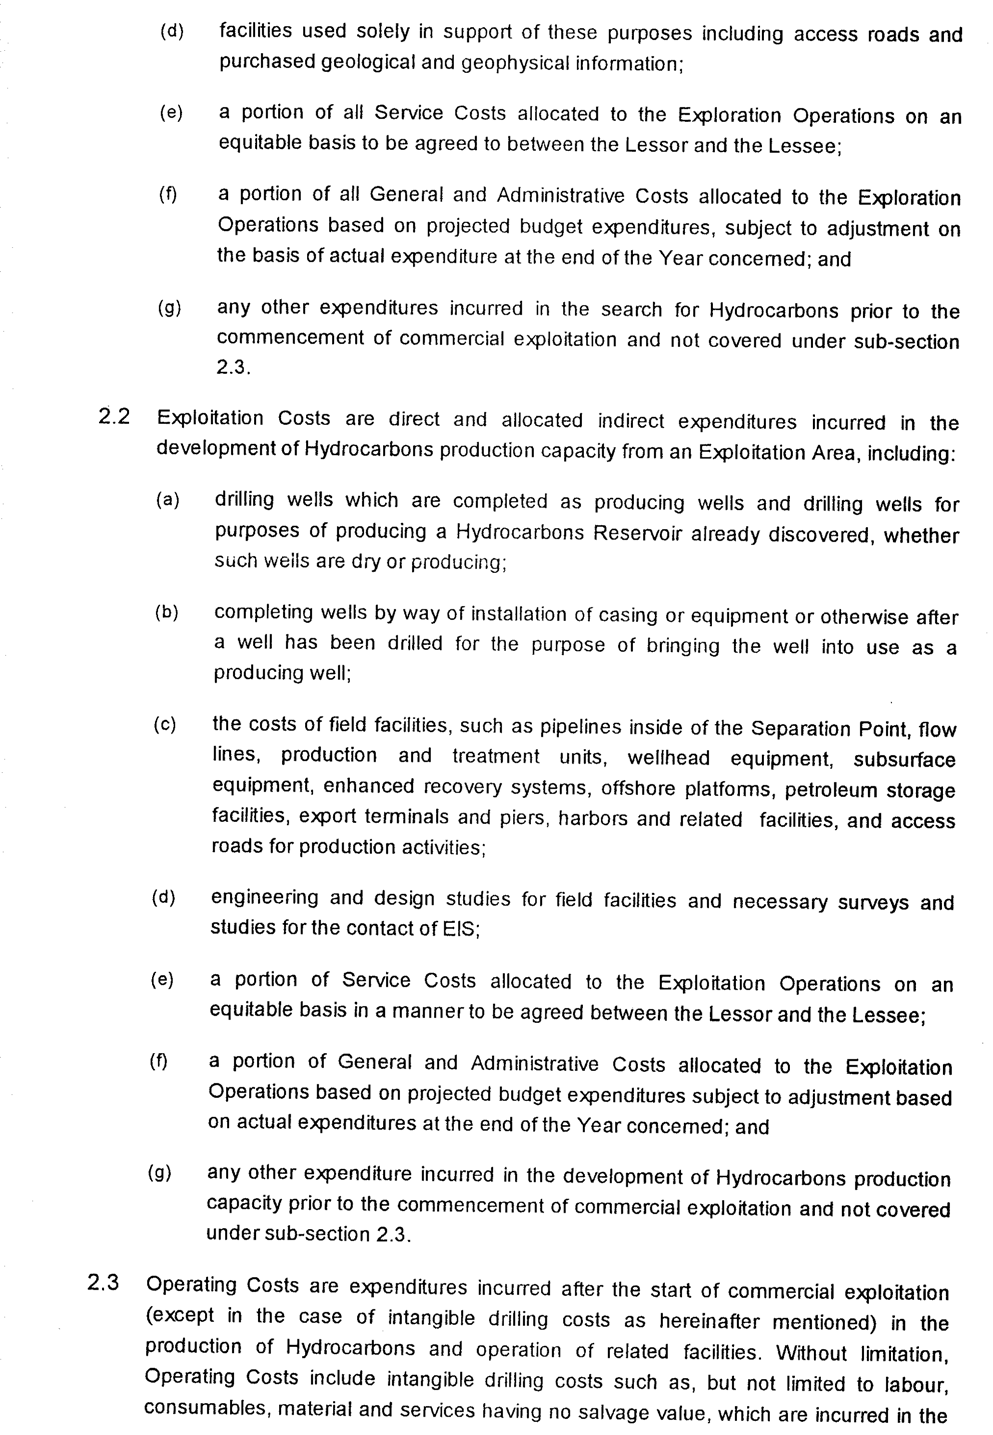 (d) facilities used solely in support of these purposes including access roads and
purchased geological and geophysical information;
(e) a portion of all Service Costs allocated to the Exploration Operations on an
equitable basis to be agreed to between the Lessor and the Lessee;
(f) a portion of all General and Administrative Costs allocated to the Exploration
Operations based on projected budget expenditures, subject to adjustment on
the basis of actual expenditure at the end of the Year concerned; and
(g) any other expenditures incurred in the search for Hydrocarbons prior to the
commencement of commercial exploitation and not covered under sub-section
2.3.
2.2 Exploitation Costs are direct and allocated indirect expenditures incurred in the
development of Hydrocarbons production capacity from an Exploitation Area, including:
(a) drilling wells which are completed as producing wells and drilling wells for
purposes of producing a Hydrocarbons Reservoir already discovered, whether
such wells are dry or producing;
(b) completing wells by way of installation of casing or equipment or otherwise after
a well has been drilled for the purpose of bringing the well into use as a
producing well;
(c) the costs of field facilities, such as pipelines inside of the Separation Point, flow
lines, production and treatment units, wellhead equipment, subsurface
equipment, enhanced recovery systems, offshore platforms, petroleum storage
facilities, export terminals and piers, harbors and related facilities, and access
roads for production activities;
(d) engineering and design studies for field facilities and necessary surveys and
studies for the contact of EIS;
(e) a portion of Service Costs allocated to the Exploitation Operations on an
equitable basis in a manner to be agreed between the Lessor and the Lessee;
(f) a portion of General and Administrative Costs allocated to the Exploitation
Operations based on projected budget expenditures subject to adjustment based
on actual expenditures at the end of the Year concerned; and
(g) any other expenditure incurred in the development of Hydrocarbons production
capacity prior to the commencement of commercial exploitation and not covered
under sub-section 2.3.
2.3 Operating Costs are expenditures incurred after the start of commercial exploitation
(except in the case of intangible drilling costs as hereinafter mentioned) in the
production of Hydrocarbons and operation of related facilities. Without limitation,
Operating Costs include intangible drilling costs such as, but not limited to labour,
consumables, material and services having no salvage value, which are incurred in the